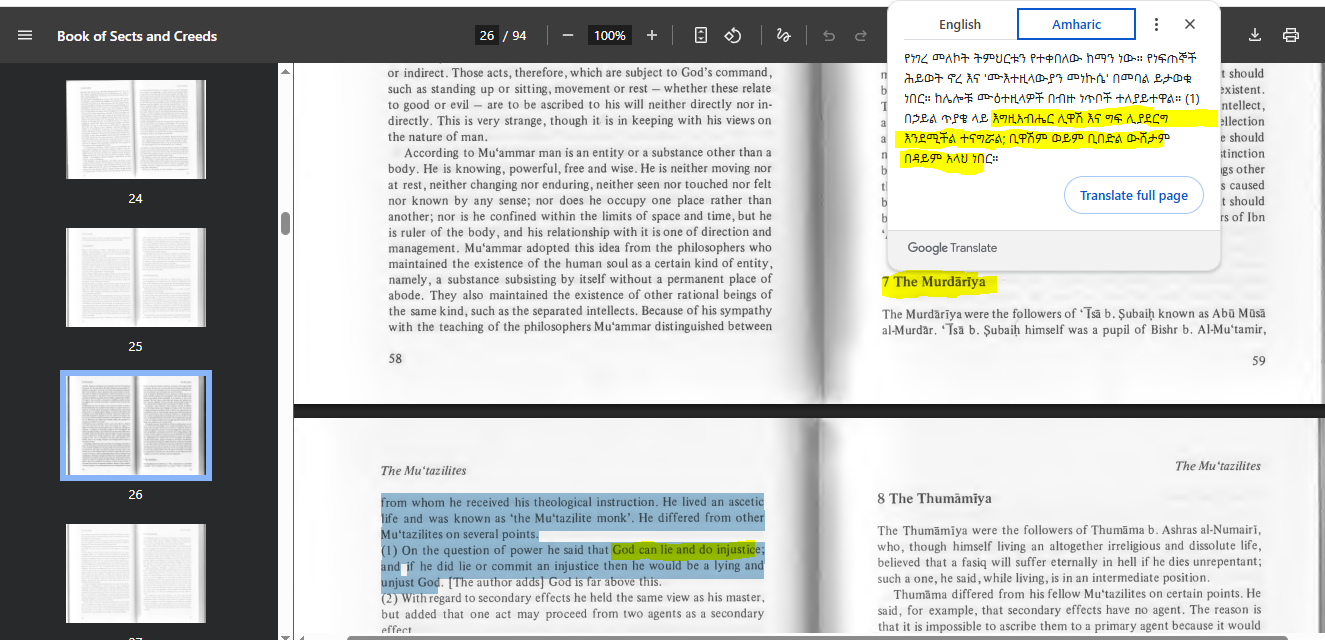 Book of Sects and Creeds
26 / 94
100%
English
Amharic
የነገረ መለኮት ትምህርቱን የተቀበለው ከማን ነው። የነፍጠኞች
ሕይወት ኖረ እና 'ሙእተዚላውያን መነኩሴ' በመባል ይታወቁ
ነበር። ከሌሎቹ ሙዕተዚላዎች በብዙ ነጥቦች ተለያይተዋል። (1)
በኃይል ጥያቄ ላይ እግዚአብሔር ሊዋሽ እና ግፍ ሊያደርግ
እንደሚችል ተናግሯል; ቢዋሽም ወይም ቢበድል ውሸታም
በዳይም አላህ ነበር።
Translate full page
Google Translate
24
25
26
or indirect. Those acts, therefore, which are subject to God's command,
such as standing up or sitting, movement or rest – whether these relate
to good or evil – are to be ascribed to his will neither directly nor in-
directly. This is very strange, though it is in keeping with his views on
the nature of man.
According to Mu'ammar man is an entity or a substance other than a
body. He is knowing, powerful, free and wise. He is neither moving nor
at rest, neither changing nor enduring, neither seen nor touched nor felt
nor known by any sense; nor does he occupy one place rather than
another; nor is he confined within the limits of space and time, but he
is ruler of the body, and his relationship with it is one of direction and
management. Mu'ammar adopted this idea from the philosophers who
maintained the existence of the human soul as a certain kind of entity,
namely, a substance subsisting by itself without a permanent place of
abode. They also maintained the existence of other rational beings of
the same kind, such as the separated intellects. Because of his sympathy
with the teaching of the philosophers Mu'ammar distinguished between
58
should
existent.
ntellect,
should
others
caused
should
rs of Ibn
7 The Murdārīya
The Murdārīya were the followers of 'Īsā b. Ṣubaiḥ known as Abū Mūsā
al-Murdār. 'Īsā b. Ṣubaiḥ himself was a pupil of Bishr b. Al-Mu'tamir,
59
The Mu'tazilites
from whom he received his theological instruction. He lived an ascetic
life and was known as 'the Mu'tazilite monk'. He differed from other
Mu'tazilites on several points.
(1) On the question of power he said that God can lie and do injustice;
and if he did lie or commit an injustice then he would be a lying and
unjust God. [The author adds] God is far above this.
(2) With regard to secondary effects he held the same view as his master,
but added that one act may proceed from two agents as a secondary
effect.
The Mu'tazilites
8 The Thumāmīya
The Thumāmīya were the followers of Thumāma b. Ashras al-Numairī,
who, though himself living an altogether irreligious and dissolute life,
believed that a fasiq will suffer eternally in hell if he dies unrepentant;
such a one, he said, while living, is in an intermediate position.
Thumāma differed from his fellow Mu'tazilites on certain points. He
said, for example, that secondary effects have no agent. The reason is
that it is impossible to ascribe them to a primary agent because it would